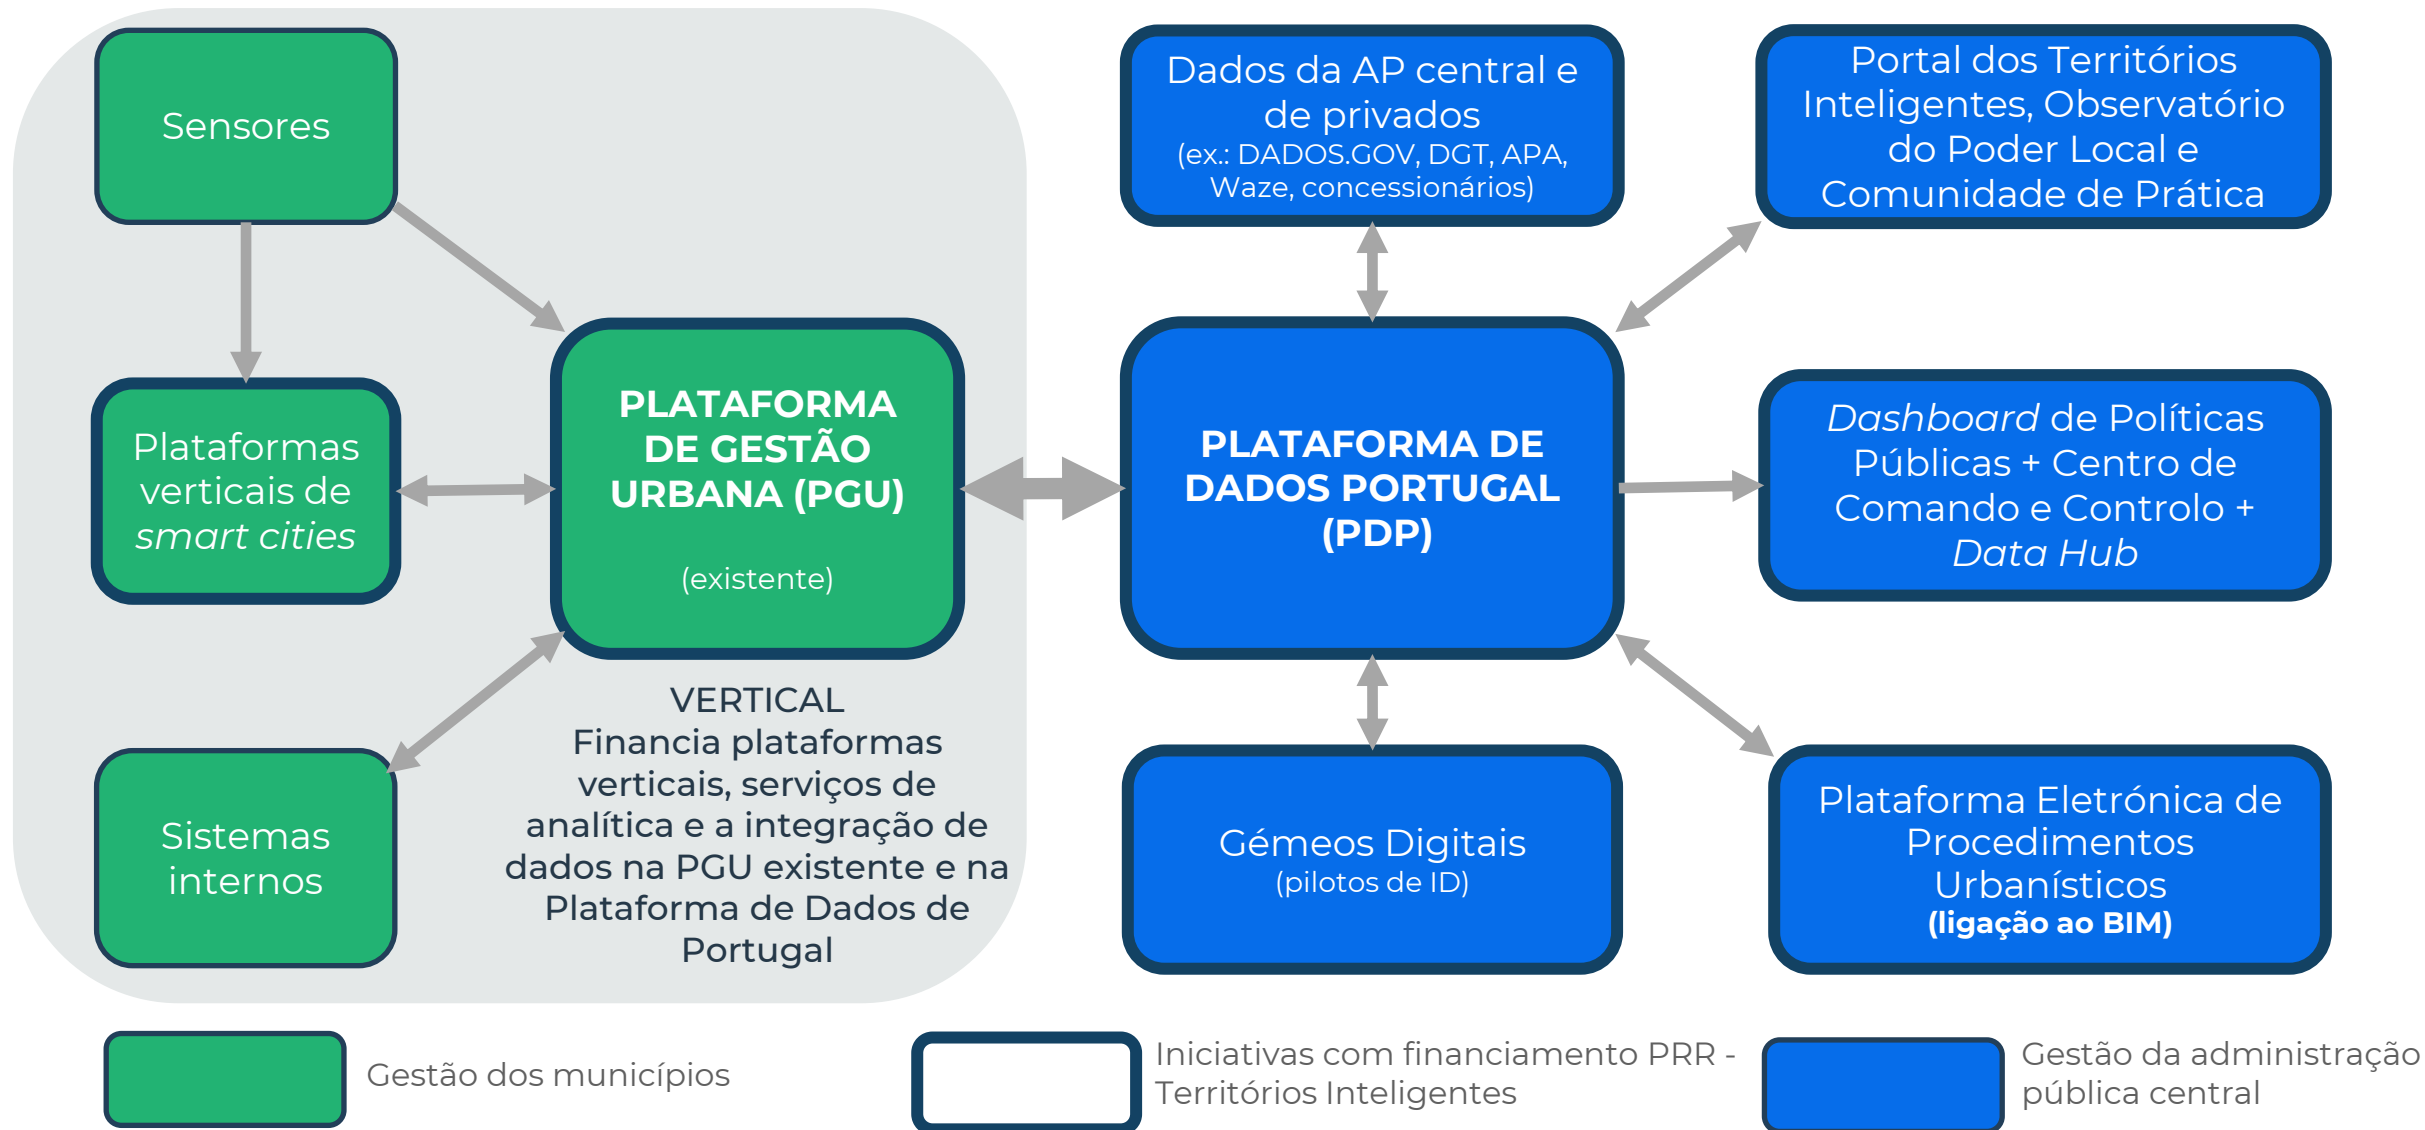 Sensores
Plataformas
verticais de
smart cities
Sistemas
internos
PLATAFORMA
DE GESTÃO
URBANA (PGU)
(existente)
VERTICAL
Financia plataformas
verticais, serviços de
analítica e a integração de
dados na PGU existente e na
Plataforma de Dados de
Portugal
Dados da AP central e
de privados
(ex.: DADOS.GOV, DGT, APA,
Waze, concessionários)
PLATAFORMA DE
DADOS PORTUGAL
(PDP)
Gémeos Digitais
(pilotos de ID)
Portal dos Territórios
Inteligentes, Observatório
do Poder Local e
Comunidade de Prática
Dashboard de Políticas
Públicas + Centro de
Comando e Controlo +
Data Hub
Plataforma Eletrónica de
Procedimentos
Urbanísticos
(ligação ao BIM)
Gestão dos municípios
Iniciativas com financiamento PRR -
Territórios Inteligentes
Gestão da administração
pública central